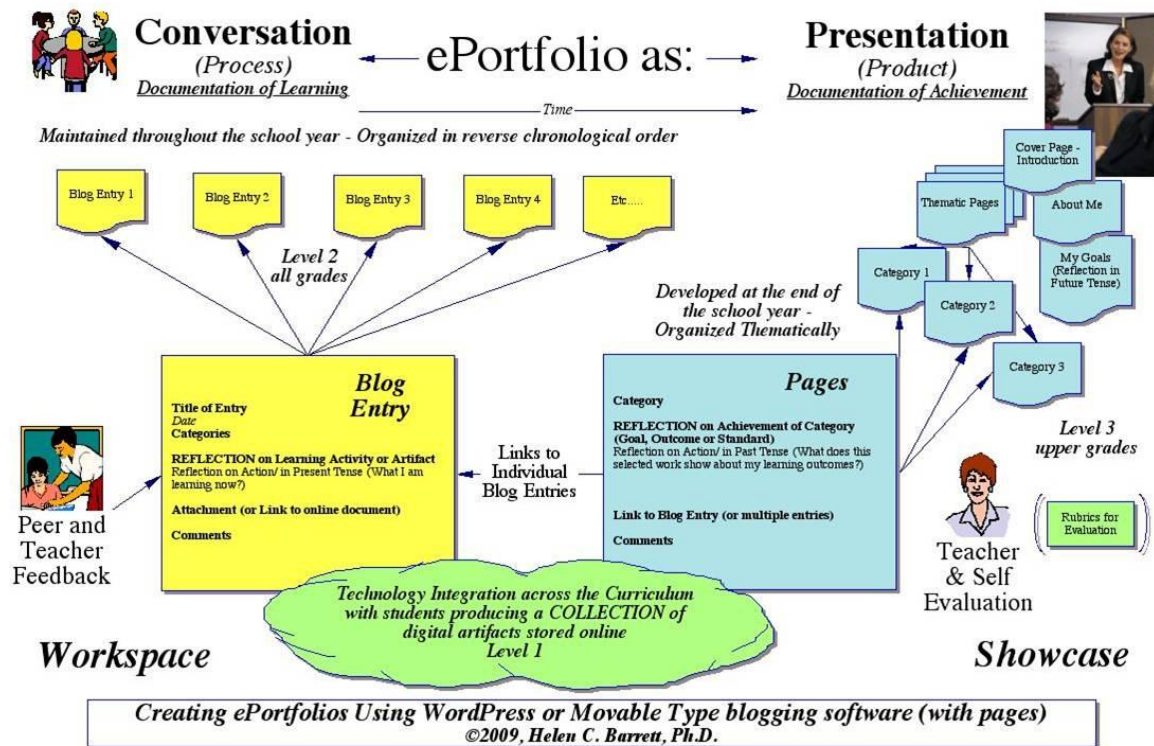 Conversation
(Process)
Documentation of Learning
ePortfolio as:
Presentation
(Product)
Documentation of Achievement
Time
Maintained throughout the school year - Organized in reverse chronological order
Blog Entry 1
Blog Entry 2
Blog Entry 3
Blog Entry 4
Etc.....
Level 2
all grades
Cover Page -
Introduction
Thematic Pages
About Me
My Goals
(Reflection in
Future Tense)
Category 1
Category 2
Category 3
Developed at the end of
the school year -
Organized Thematically
Blog
Entry
Title of Entry
Date
Categories
REFLECTION on Learning Activity or Artifact
Reflection on Action/ in Present Tense (What I am
learning now?)
Attachment (or Link to online document)
Comments
Peer and
Teacher
Feedback
Links to
Individual
Blog Entries
Pages
Category
REFLECTION on Achievement of Category
(Goal, Outcome or Standard)
Reflection on Action/ in Past Tense (What does this
selected work show about my learning outcomes?)
Link to Blog Entry (or multiple entries)
Comments
Level 3
upper grades
Teacher
& Self
Evaluation
Rubrics for
Evaluation
Technology Integration across the Curriculum
with students producing a COLLECTION of
digital artifacts stored online
Level 1
Workspace
Showcase
Creating ePortfolios Using WordPress or Movable Type blogging software (with pages)
©2009, Helen C. Barrett, Ph.D.